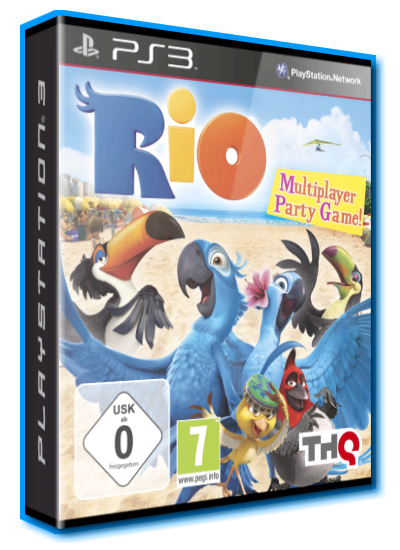 PS3
PlayStation®Network
RIO
Multiplayer
Party Game!
PLAYSTATION®3
USK
ab
0
freigegeben
7
www.pegi.info
THQ